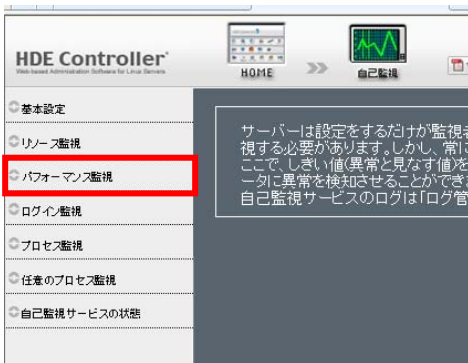 HDE Controller
Web-based Administration Software for Linux Servers
HOME
自己監視
基本設定
リソース監視
パフォーマンス監視
ログイン監視
プロセス監視
任意のプロセス監視
自己監視サービスの状態
サーバーは設定をするだけが監視者
視する必要があります。しかし、常に
ここで、しきい値(異常と見なす値)を
ータに異常を検知させることができ
自己監視サービスのログは「ログ管